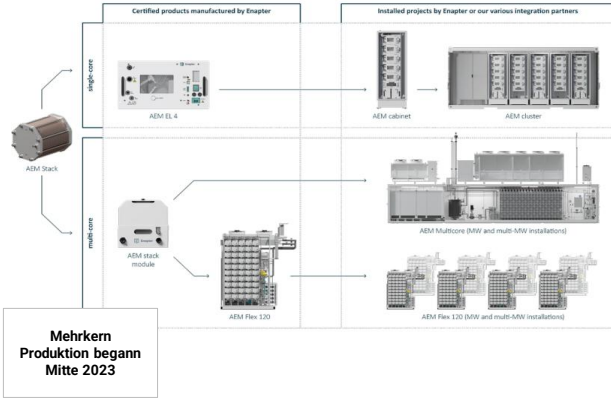 Certified products manufactured by Enapter
Installed projects by Enapter or our various integration partners
single-core
Enapter
AEM EL 4
AEM cabinet
AEM cluster
AEM Stack
multi-core
Enapter
AEM stack
module
AEM Flex 120
AEM Multicore (MW and multi-MW installations)
AEM Flex 120 (MW and multi-MW installations)
Mehrkern
Produktion begann
Mitte 2023